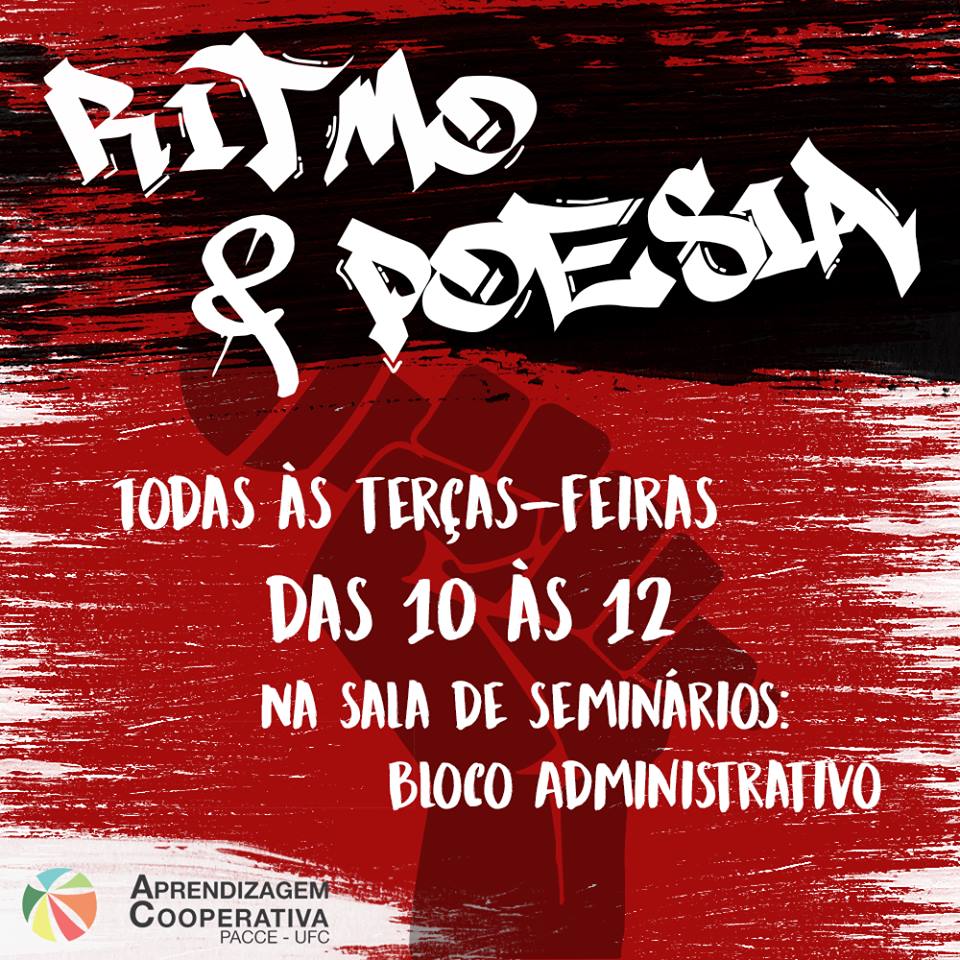 RITMO
& POESIA
TODAS ÀS TERÇAS-FEIRAS
DAS 10 ÀS 12
NA SALA DE SEMINÁRIOS:
BLOCO ADMINISTRATIVO
APRENDIZAGEM
COOPERATIVA
PACCE - UFC